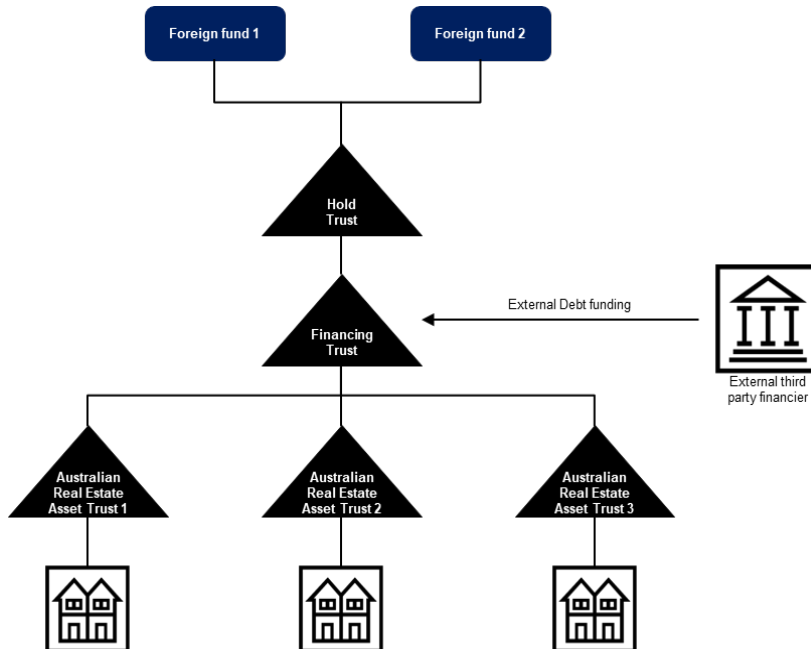 Foreign fund 1
Foreign fund 2
Hold
Trust
External Debt funding
Financing
Trust
External third
party financier
Australian
Real Estate
Asset Trust 1
Australian
Real Estate
Asset Trust 2
Australian
Real Estate
Asset Trust 3